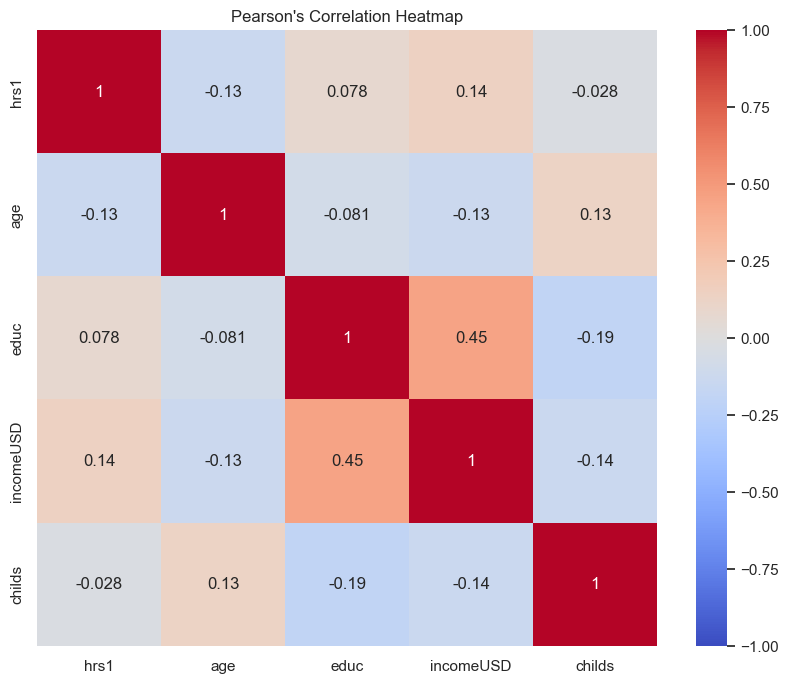 Pearson's Correlation Heatmap
hrs1 1 -0.13 0.078 0.14 -0.028
age -0.13 1 -0.081 -0.13 0.13
educ 0.078 -0.081 1 0.45 -0.19
incomeUSD 0.14 -0.13 0.45 1 -0.14
childs -0.028 0.13 -0.19 -0.14 1
hrs1 age educ incomeUSD childs
1.00
0.75
0.50
0.25
0.00
−0.25
−0.50
−0.75
−1.00